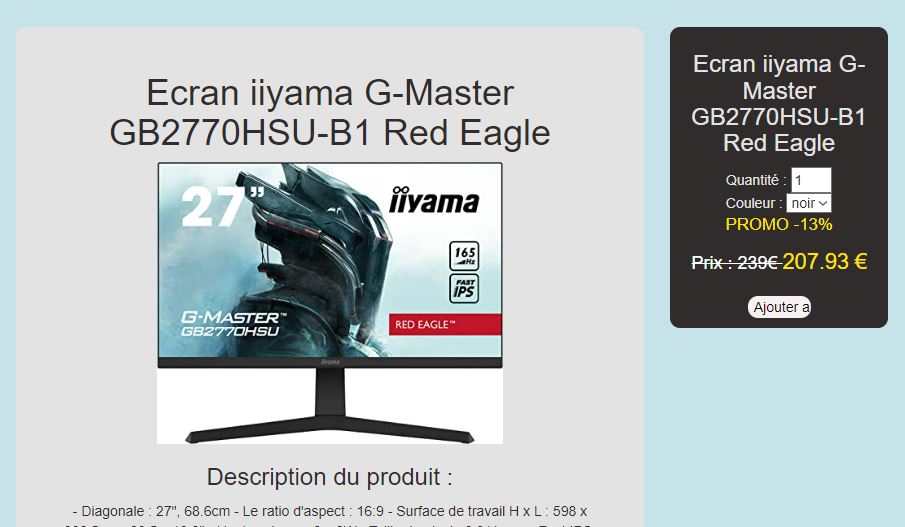 Ecran iiyama G-Master
GB2770HSU-B1 Red Eagle
27"
iiyama
165
Hz
FAST
IPS
G-MASTER™
GB2770HSU
RED EAGLE™
iiyama
Description du produit :
- Diagonale : 27", 68.6cm - Le ratio d'aspect : 16:9 - Surface de travail H x L : 598 x
Ecran iiyama G-
Master
GB2770HSU-B1
Red Eagle
Quantité : 1
Couleur : noir
PROMO -13%
Prix : 239€ 207.93 €
Ajouter a